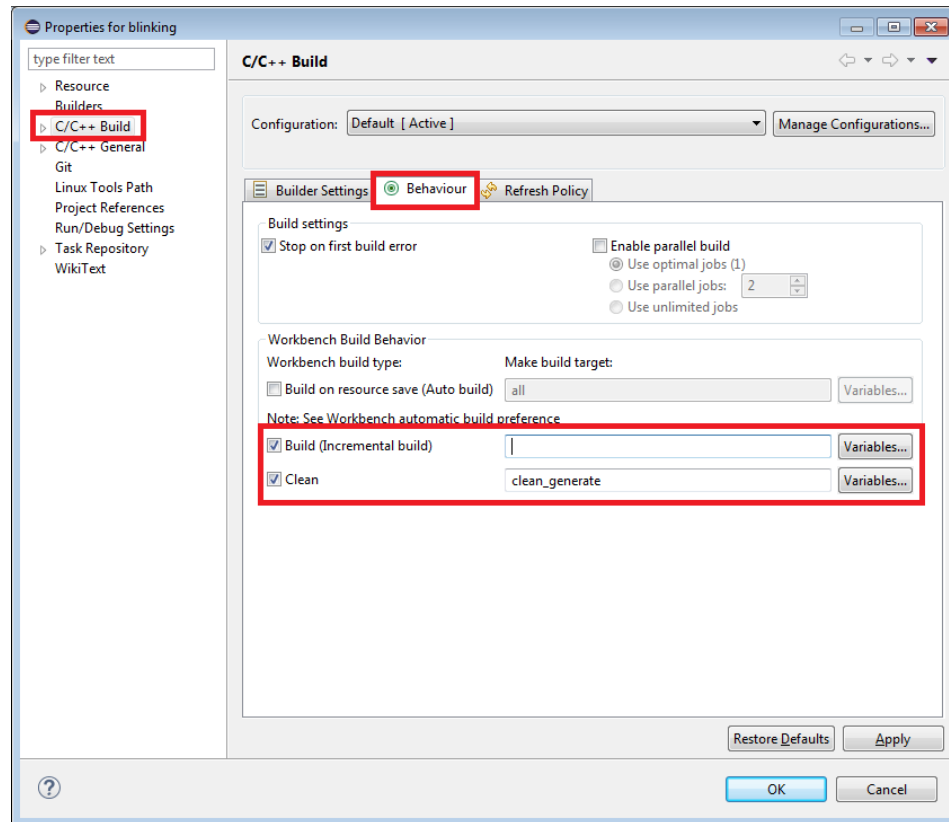 Properties for blinking
type filter text
Resource
Builders
C/C++ Build
C/C++ General
Git
Linux Tools Path
Project References
Run/Debug Settings
Task Repository
WikiText
C/C++ Build
Configuration: Default [ Active ] Manage Configurations...
Builder Settings Behaviour Refresh Policy
Build settings
Stop on first build error Enable parallel build
Use optimal jobs (1)
Use parallel jobs: 2
Use unlimited jobs
Workbench Build Behavior
Workbench build type: Make build target:
Build on resource save (Auto build) all Variables...
Note: See Workbench automatic build preference
Build (Incremental build) Variables...
Clean clean_generate Variables...
Restore Defaults Apply
? OK Cancel